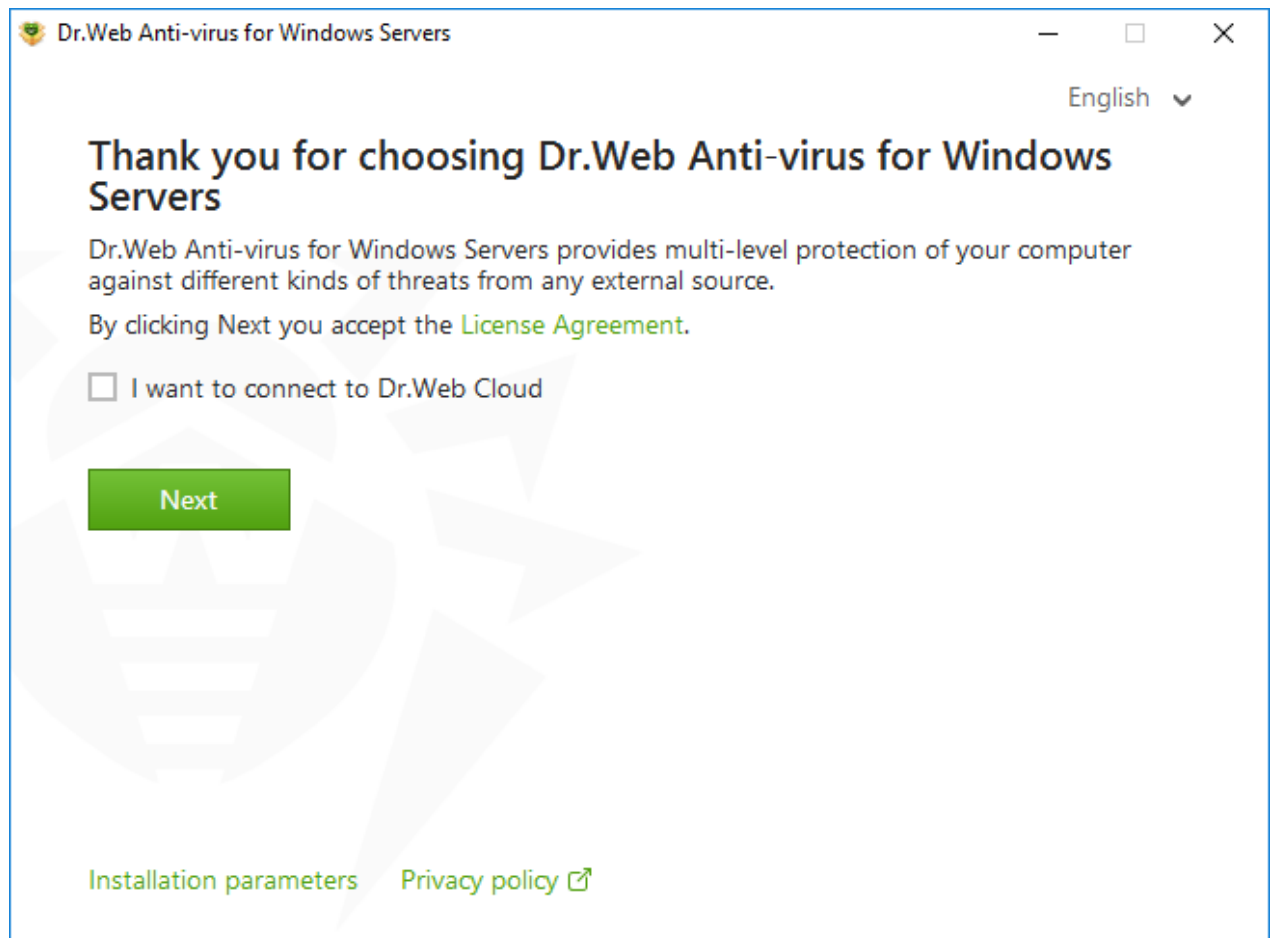 Dr.Web Anti-virus for Windows Servers
English
Thank you for choosing Dr.Web Anti-virus for Windows
Servers
Dr.Web Anti-virus for Windows Servers provides multi-level protection of your computer
against different kinds of threats from any external source.
By clicking Next you accept the License Agreement.
I want to connect to Dr.Web Cloud
Next
Installation parameters Privacy policy